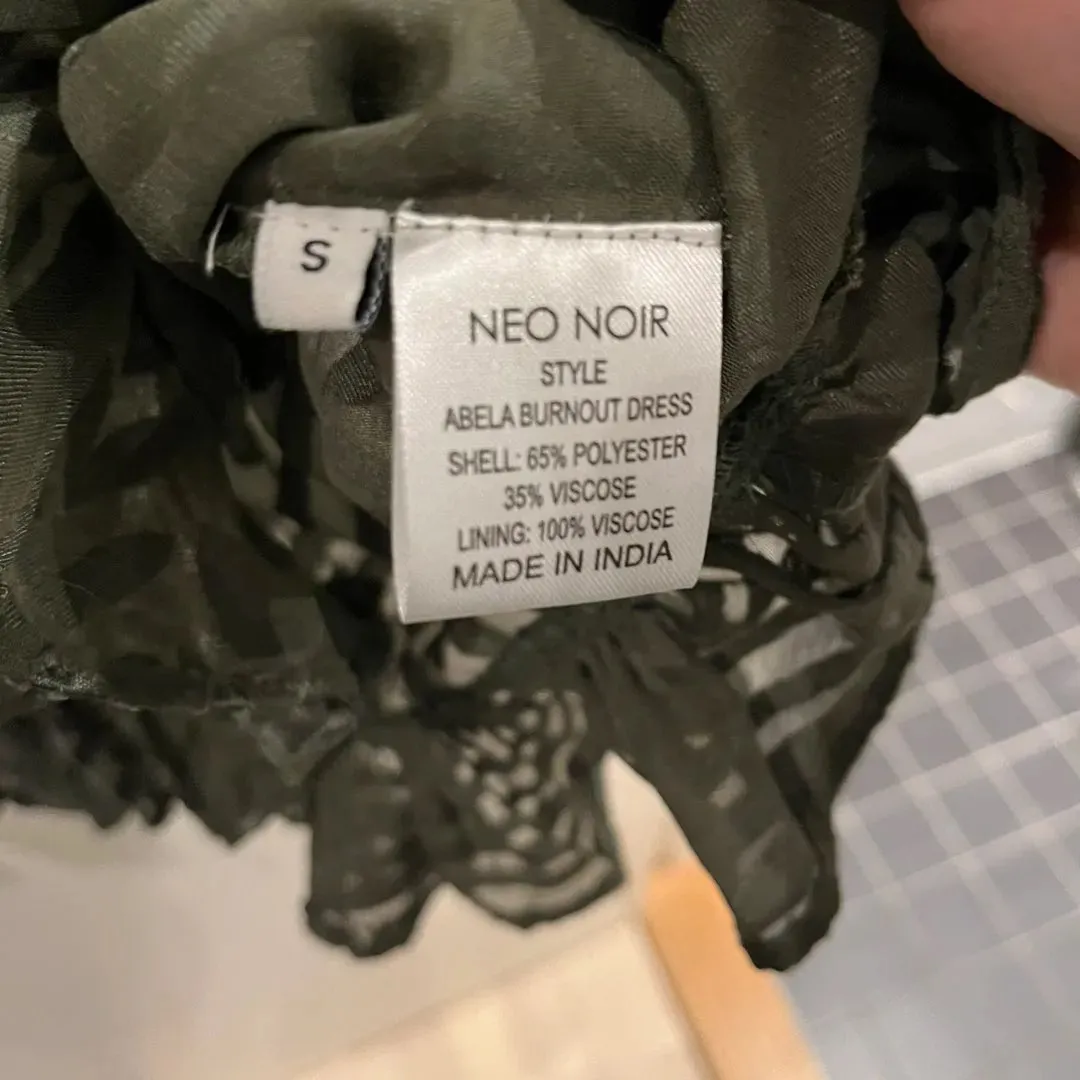 S
NEO NOIR
STYLE
ABELA BURNOUT DRESS
SHELL: 65% POLYESTER
35% VISCOSE
LINING: 100% VISCOSE
MADE IN INDIA